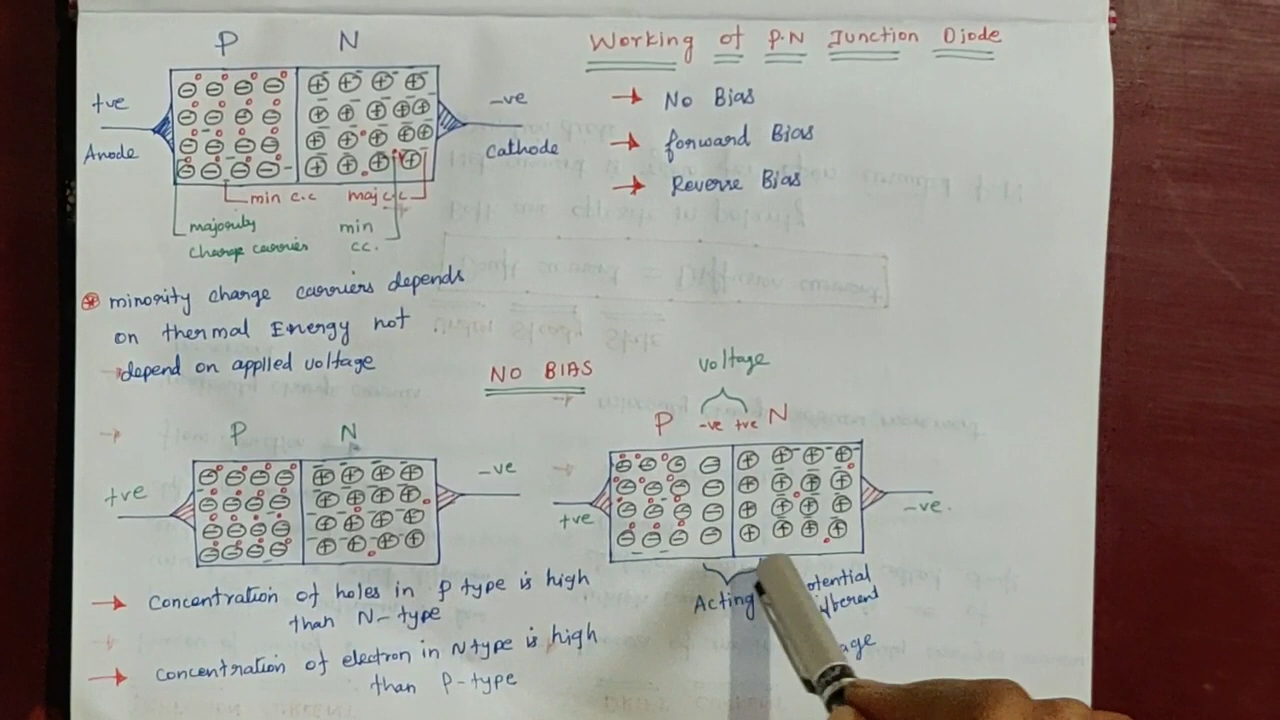 P N
Working of P-N Junction Diode
+ve
Anode
-ve
Cathode
→ No Bias
→ forward Bias
→ Reverse Bias
min c.c maj c.c
majority
charge carrier
min
cc.
minority charge carriers depends
on thermal Energy not
depend on applied voltage
NO BIAS
voltage
P N
+ve
-ve
P -ve +ve N
+ve
-ve.
→ Concentration of holes in p type is high
than N-type
→ Concentration of electron in N type is high
than P-type
Acting